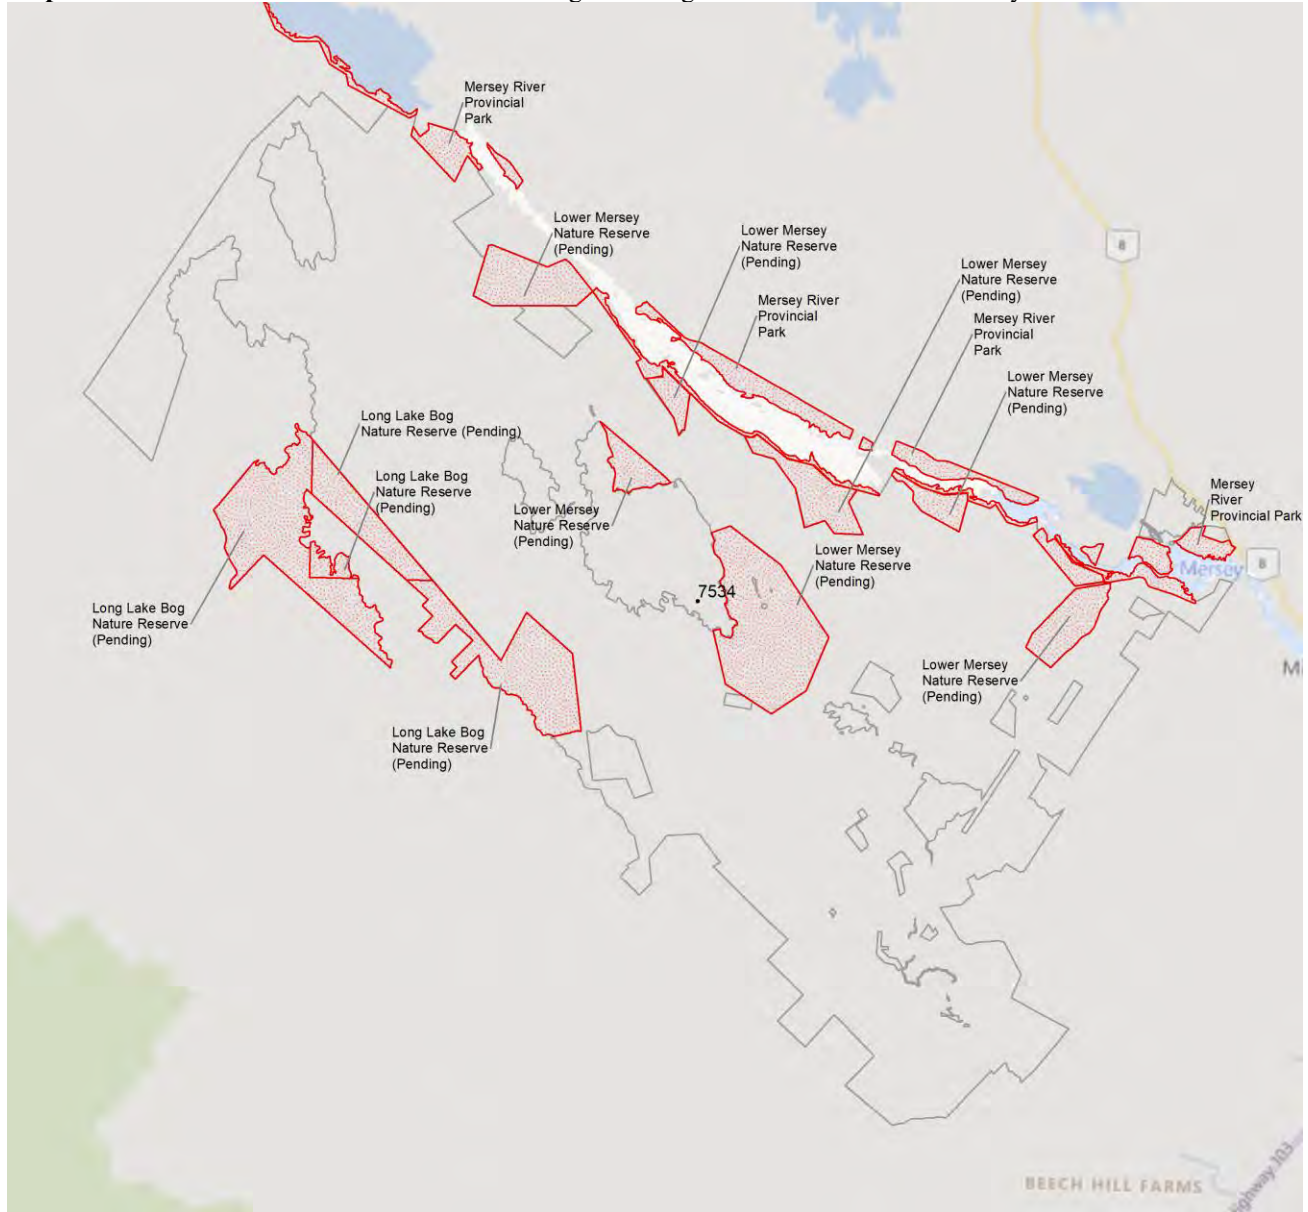 Mersey River
Provincial
Park
Lower Mersey
Nature Reserve
(Pending)
Lower Mersey
Nature Reserve
(Pending)
8
Lower Mersey
Nature Reserve
(Pending)
Mersey River
Provincial
Park
Mersey River
Provincial
Park
Lower Mersey
Nature Reserve
(Pending)
Long Lake Bog
Nature Reserve (Pending)
Long Lake Bog
Nature Reserve
(Pending)
Mersey
River
Provincial Park
Lower Mersey
Nature Reserve
(Pending)
Lower Mersey
Nature Reserve
(Pending)
8
Mersey
7534
Long Lake Bog
Nature Reserve
(Pending)
Lower Mersey
Nature Reserve
(Pending)
Mi
Long Lake Bog
Nature Reserve
(Pending)
BEECH HILL FARMS
Highway 103